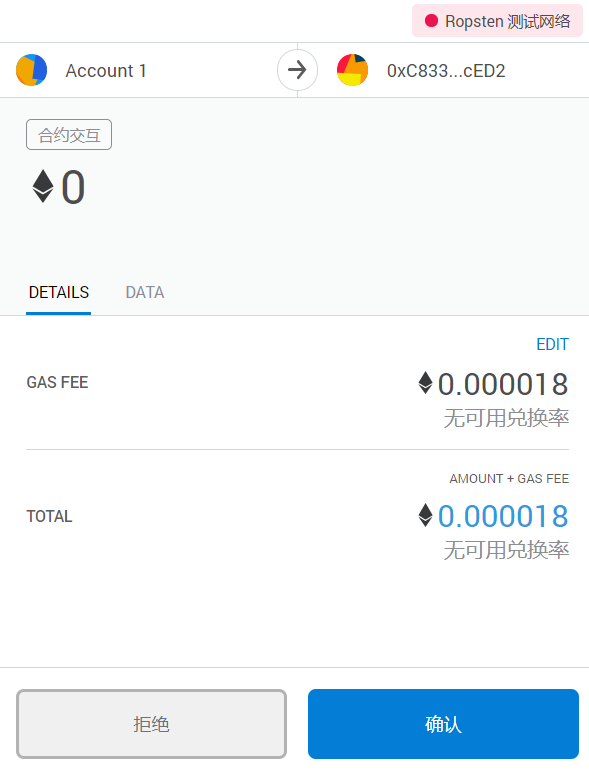 Ropsten 测试网络
Account 1
0xC833...cED2
合约交互
0
DETAILS DATA
EDIT
GAS FEE
0.000018
无可用兑换率
AMOUNT + GAS FEE
TOTAL
0.000018
无可用兑换率
拒绝
确认